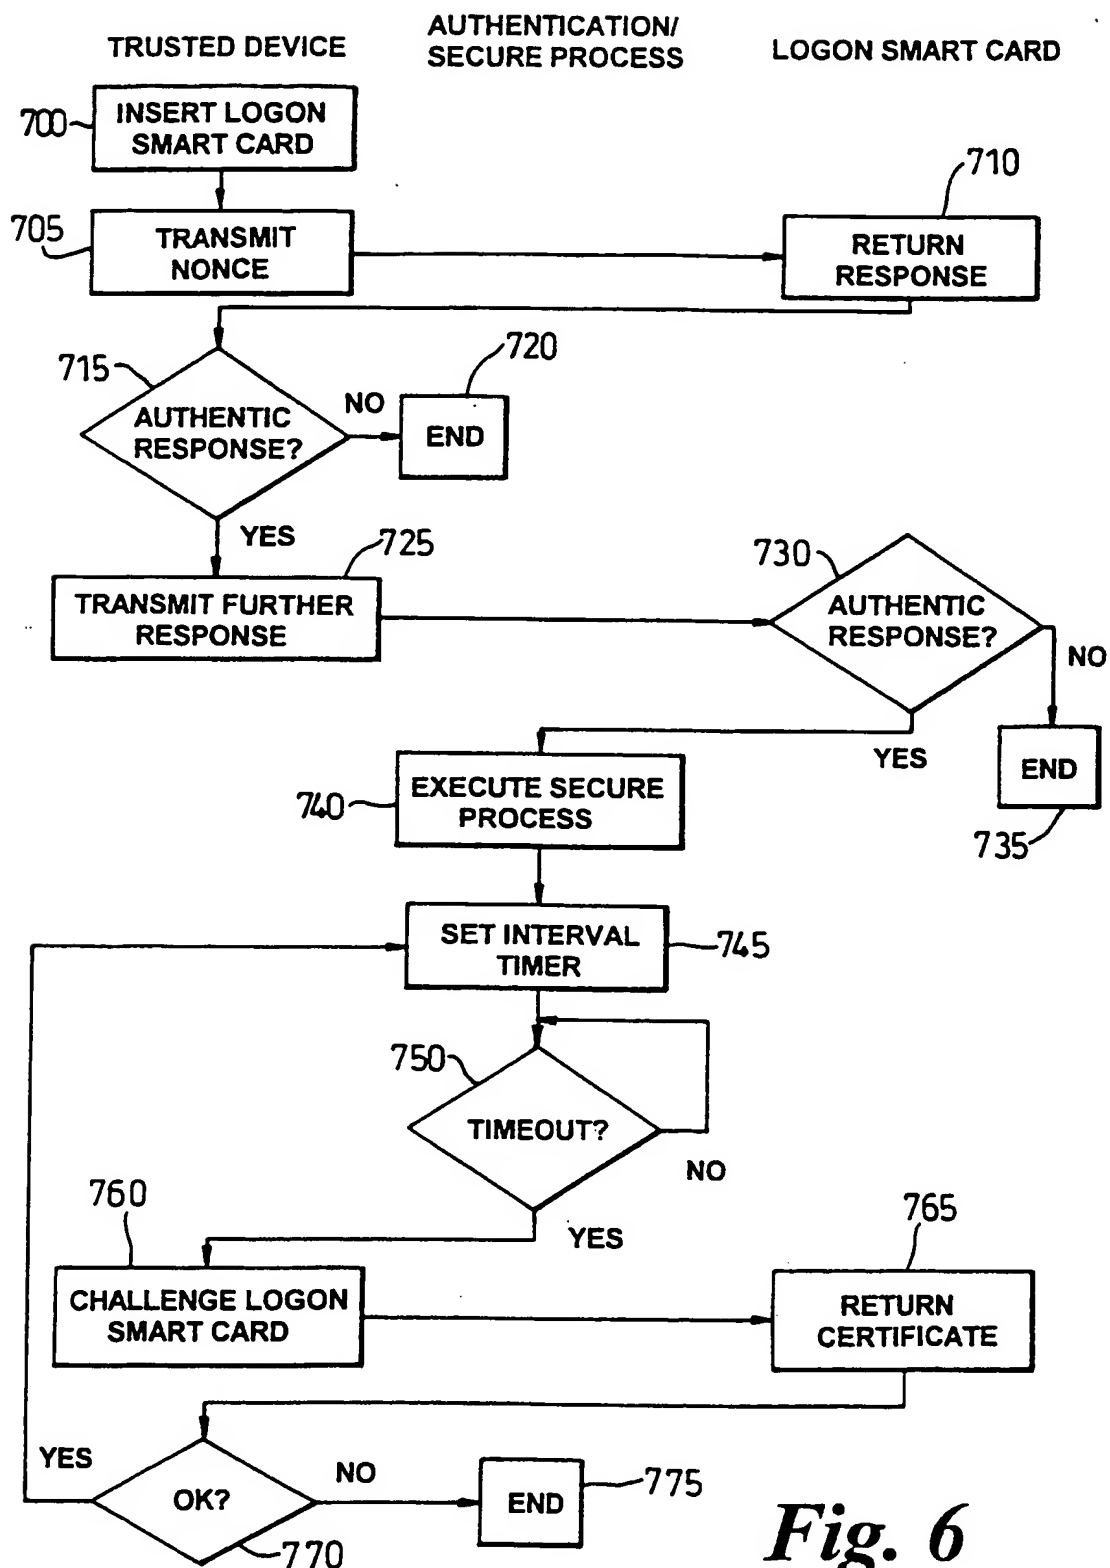 TRUSTED DEVICE
AUTHENTICATION/
SECURE PROCESS
LOGON SMART CARD
700
INSERT LOGON
SMART CARD
705
TRANSMIT
NONCE
710
RETURN
RESPONSE
715
AUTHENTIC
RESPONSE?
NO
720
END
YES
725
TRANSMIT FURTHER
RESPONSE
730
AUTHENTIC
RESPONSE?
NO
YES
END
735
740
EXECUTE SECURE
PROCESS
SET INTERVAL
TIMER
745
750
TIMEOUT?
NO
YES
760
CHALLENGE LOGON
SMART CARD
765
RETURN
CERTIFICATE
YES
OK?
770
NO
END
775
Fig. 6